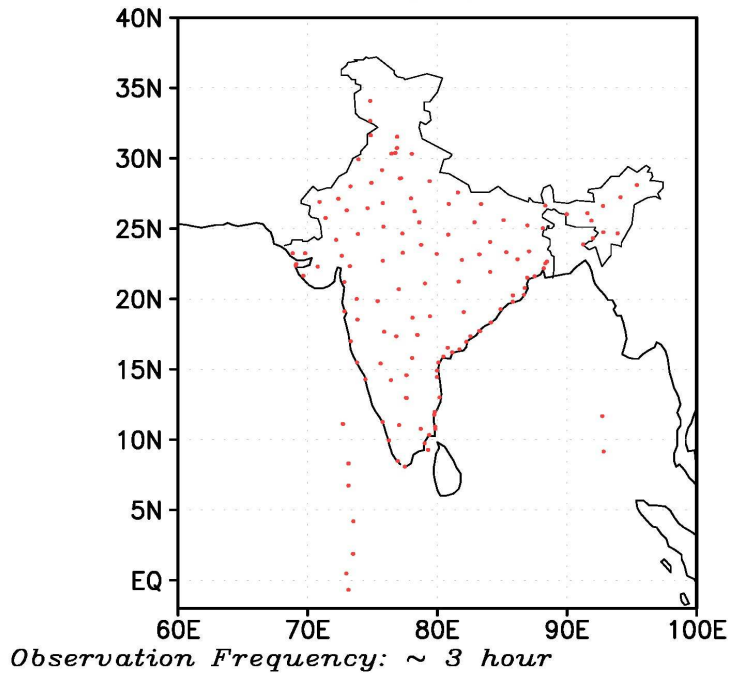 40N
35N
30N
25N
20N
15N
10N
5N
EQ
60E 70E 80E 90E 100E
Observation Frequency: ~ 3 hour